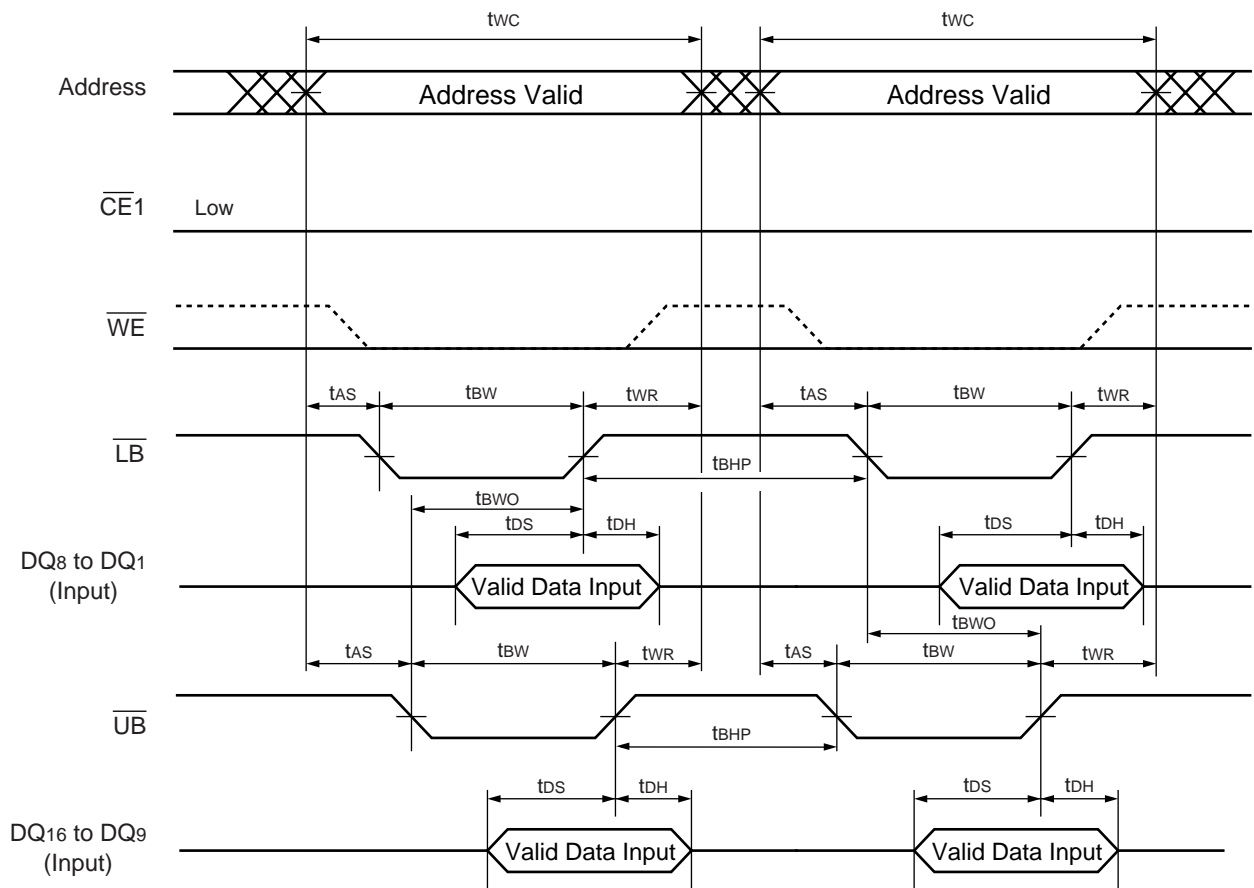 tWC tWC
Address Address Valid Address Valid
CE1 Low
WE
tAS tBW tWR tAS tBW tWR
LB
tBHP
tBWO
tDS tDH tDS tDH
DQ8 to DQ1
(Input)
Valid Data Input Valid Data Input
tBWO
tAS tBW tWR tAS tBW tWR
UB
tBHP
tDS tDH tDS tDH
DQ16 to DQ9
(Input)
Valid Data Input Valid Data Input